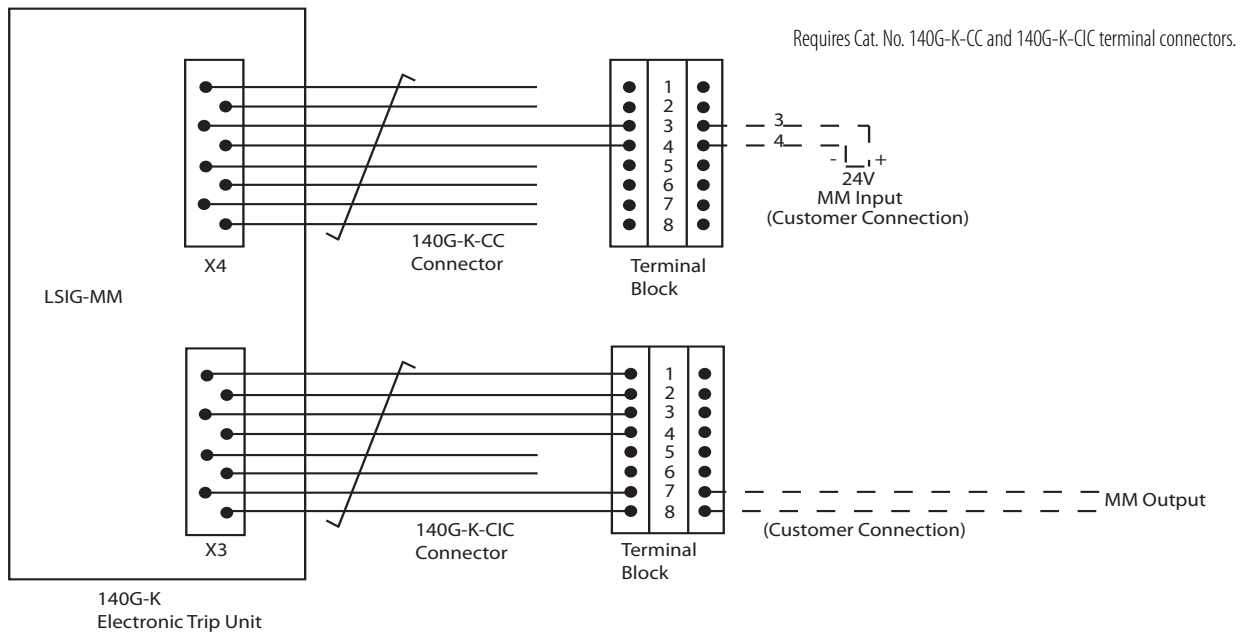 Requires Cat. No. 140G-K-CC and 140G-K-CIC terminal connectors.
1
2
3
4
5
6
7
8
3
4
- +
24V
MM Input
(Customer Connection)
140G-K-CC
Connector
X4
Terminal
Block
LSIG-MM
1
2
3
4
5
6
7
8
MM Output
(Customer Connection)
140G-K-CIC
Connector
X3
Terminal
Block
140G-K
Electronic Trip Unit